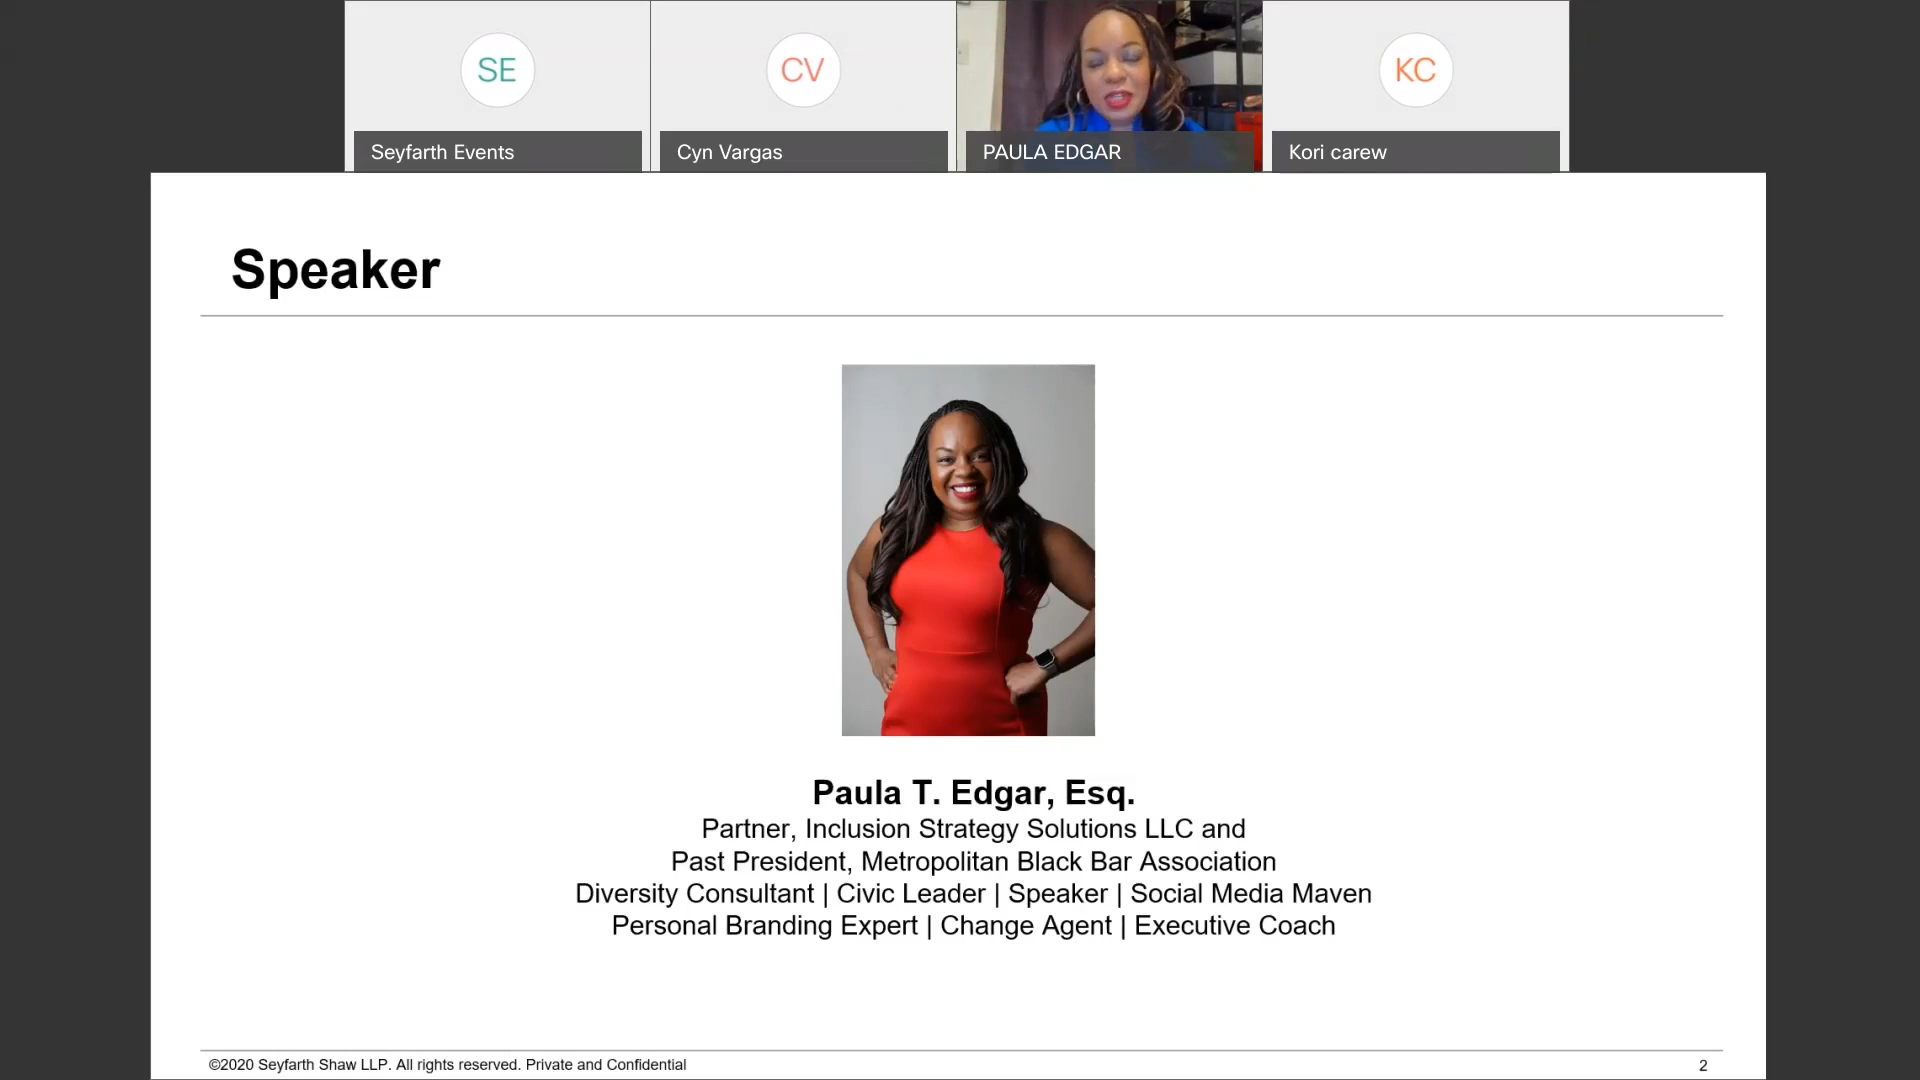 SE
CV
KC
Seyfarth Events
Cyn Vargas
PAULA EDGAR
Kori carew
Speaker
Paula T. Edgar, Esq.
Partner, Inclusion Strategy Solutions LLC and
Past President, Metropolitan Black Bar Association
Diversity Consultant | Civic Leader | Speaker | Social Media Maven
Personal Branding Expert | Change Agent | Executive Coach
©2020 Seyfarth Shaw LLP. All rights reserved. Private and Confidential
2